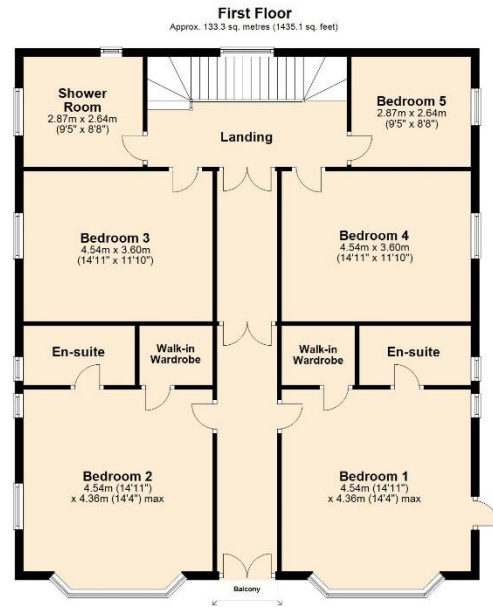 First Floor
Approx. 133.3 sq. metres (1435.1 sq. feet)
Shower
Room
2.87m x 2.64m
(9'5" x 8'8")
Landing
Bedroom 5
2.87m x 2.64m
(9'5" x 8'8")
Bedroom 3
4.54m x 3.60m
(14'11" x 11'10")
Bedroom 4
4.54m x 3.60m
(14'11" x 11'10")
En-suite
Walk-in
Wardrobe
Walk-in
Wardrobe
En-suite
Bedroom 2
4.54m (14'11")
x 4.36m (14'4") max
Bedroom 1
4.54m (14'11")
x 4.36m (14'4") max
Balcony